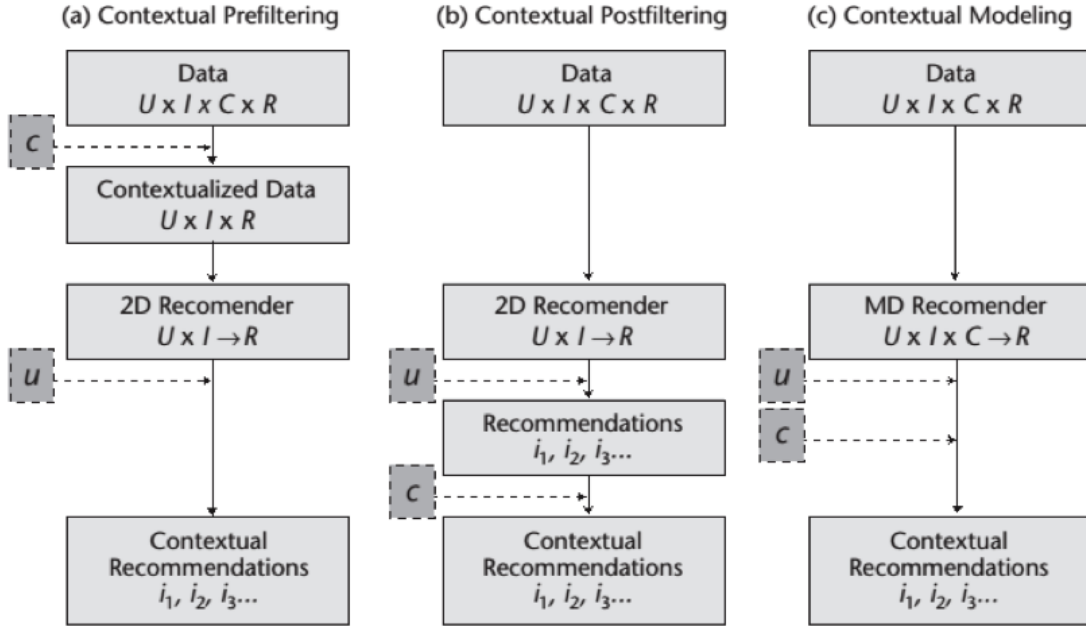 (a) Contextual Prefiltering
Data
U x I x C x R
c
Contextualized Data
U x I x R
2D Recomender
U x I → R
u
Contextual
Recommendations
i₁, i₂, i₃...
(b) Contextual Postfiltering
Data
U x I x C x R
2D Recomender
U x I → R
u
Recommendations
i₁, i₂, i₃...
c
Contextual
Recommendations
i₁, i₂, i₃...
(c) Contextual Modeling
Data
U x I x C x R
MD Recomender
U x I x C → R
u
c
Contextual
Recommendations
i₁, i₂, i₃...